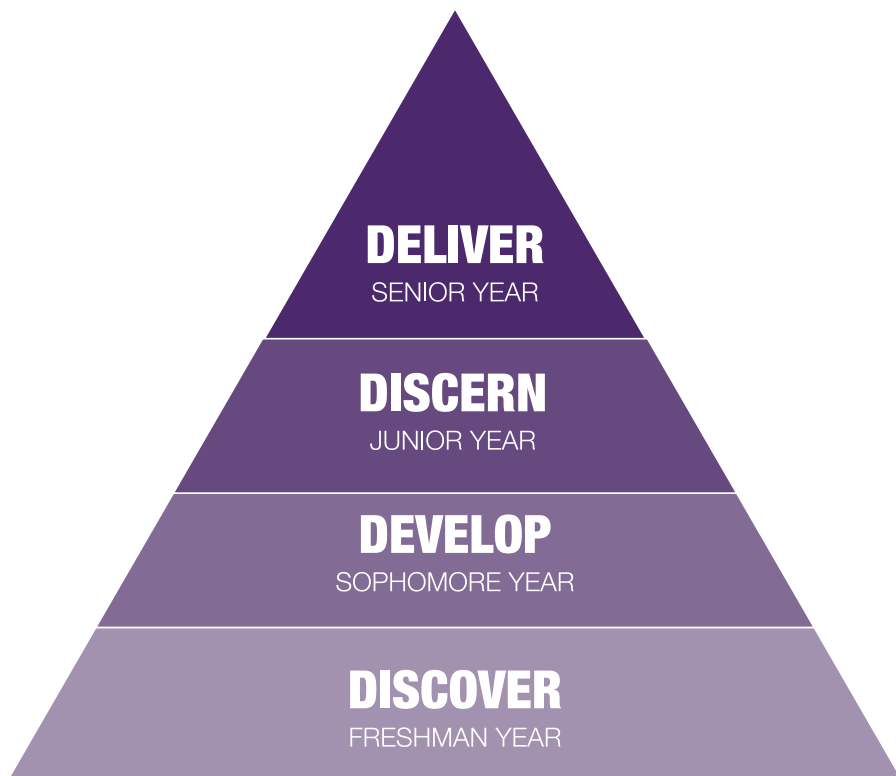 DELIVER
SENIOR YEAR
DISCERN
JUNIOR YEAR
DEVELOP
SOPHOMORE YEAR
DISCOVER
FRESHMAN YEAR